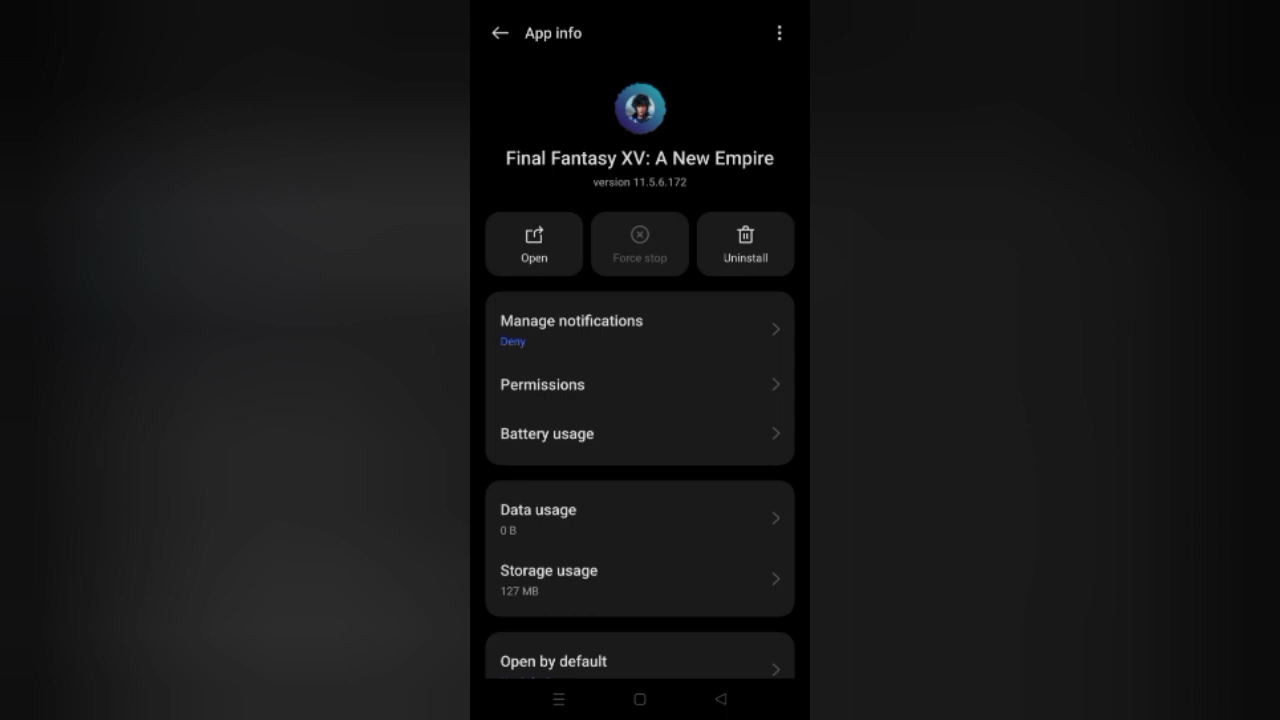 App info
Final Fantasy XV: A New Empire
version 11.5.6.172
Open
Force stop
Uninstall
Manage notifications
Deny
Permissions
Battery usage
Data usage
0 B
Storage usage
127 MB
Open by default